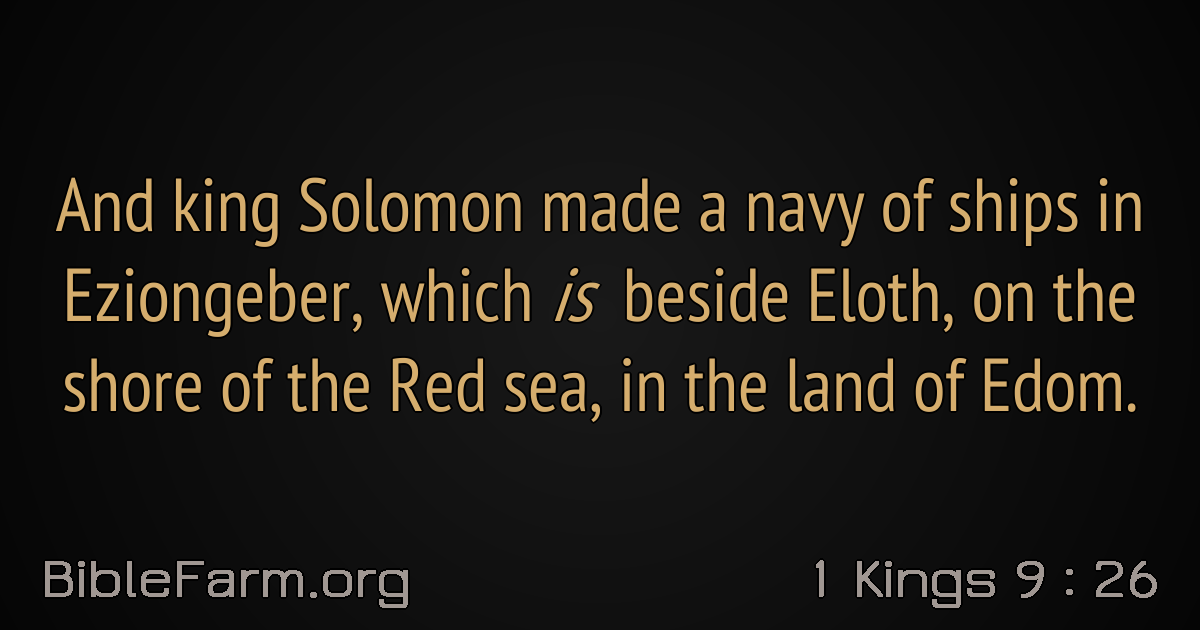 And king Solomon made a navy of ships in
Eziongeber, which is beside Eloth, on the
shore of the Red sea, in the land of Edom.
BibleFarm.org
1 Kings 9 : 26